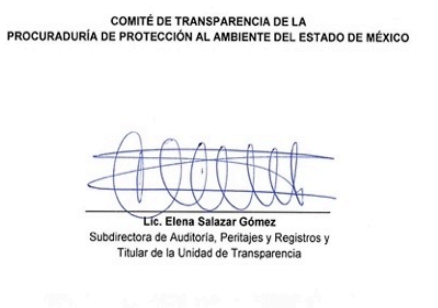 COMITÉ DE TRANSPARENCIA DE LA
PROCURADURÍA DE PROTECCIÓN AL AMBIENTE DEL ESTADO DE MÉXICO
Lic. Elena Salazar Gómez
Subdirectora de Auditoría, Peritajes y Registros y
Titular de la Unidad de Transparencia